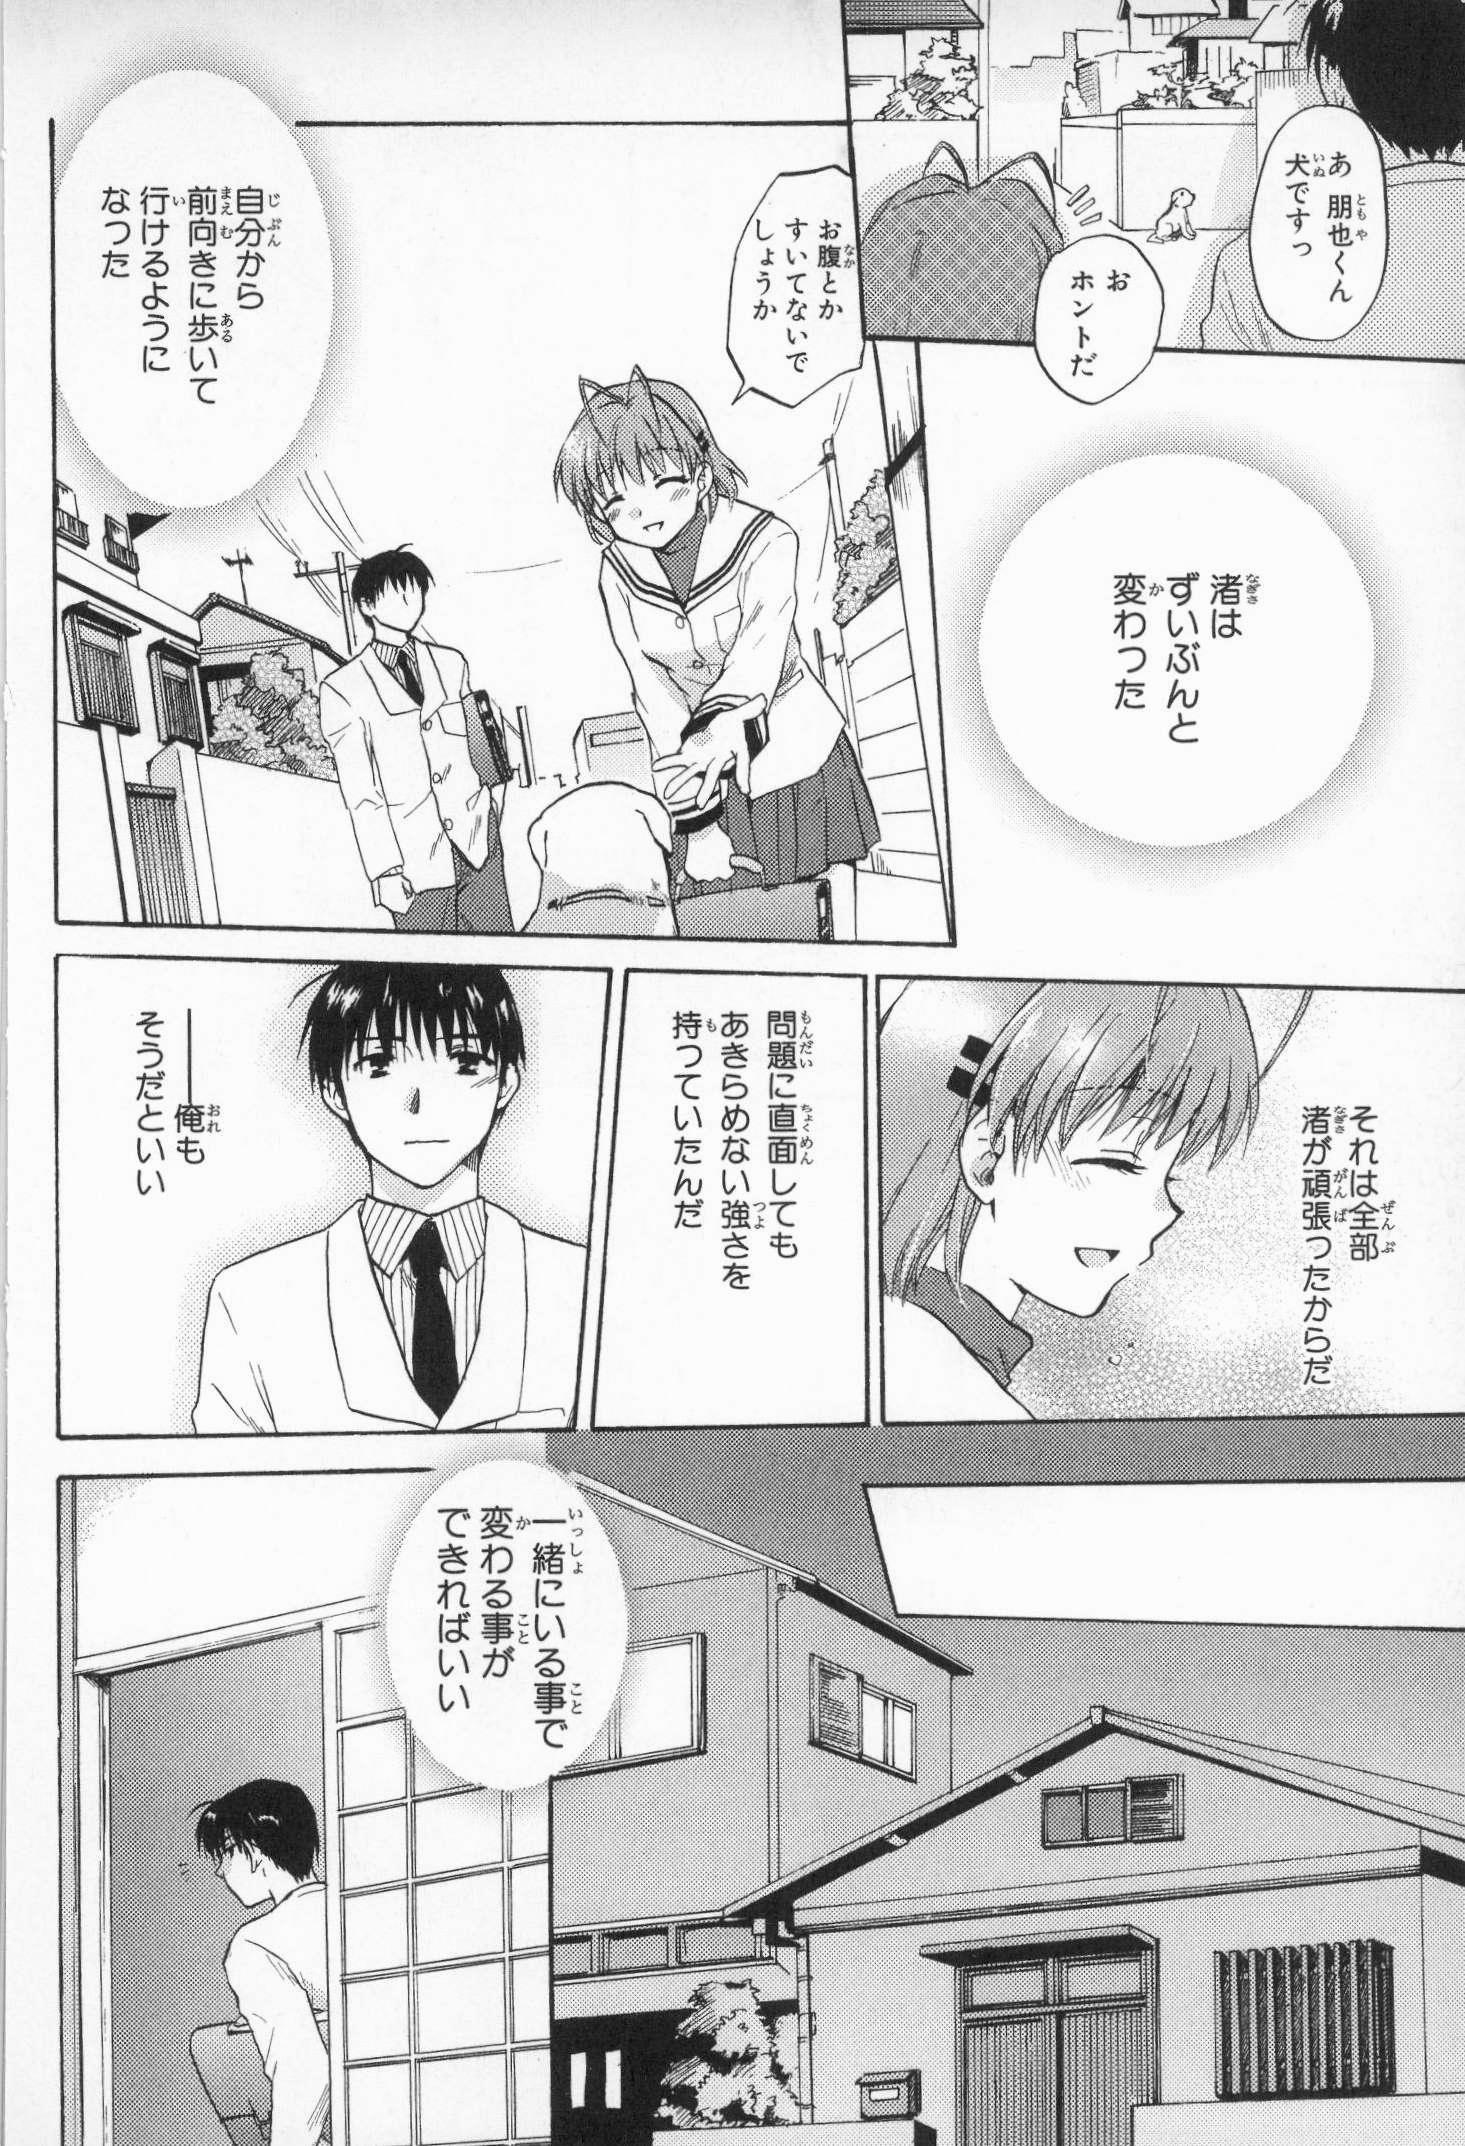 あ 朋也くん
犬ですっ
お
ホントだ
渚は
ずいぶんと
変わった
お腹とか
すいてないで
しょうか
自分から
前向きに歩いて
行けるように
なった
それは全部
渚が頑張ったからだ
問題に直面しても
あきらめない強さを
持っていたんだ
――俺も
そうだといい
一緒にいる事で
変わる事が
できればいい